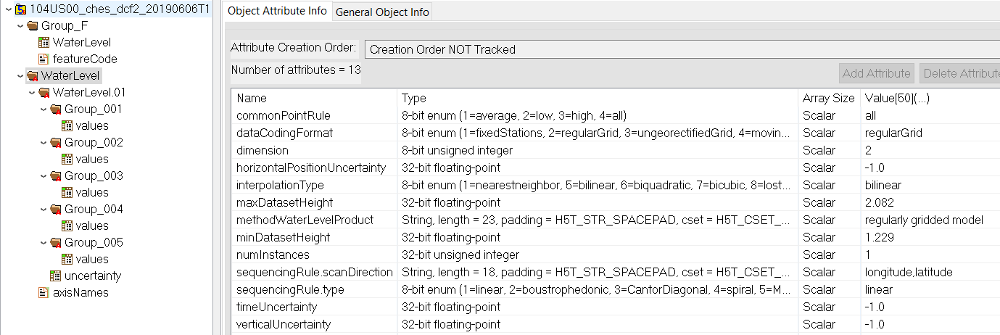 104US00_ches_dcf2_20190606T1
Group_F
WaterLevel
featureCode
WaterLevel
WaterLevel.01
Group_001
values
Group_002
values
Group_003
values
Group_004
values
Group_005
values
uncertainty
axisNames
Object Attribute Info General Object Info
Attribute Creation Order: Creation Order NOT Tracked
Number of attributes = 13
Add Attribute Delete Attribute
Name Type Array Size Value[50](...)
commonPointRule 8-bit enum (1=average, 2=low, 3=high, 4=all) Scalar all
dataCodingFormat 8-bit enum (1=fixedStations, 2=regularGrid, 3=ungeorectifiedGrid, 4=movin... Scalar regularGrid
dimension 8-bit unsigned integer Scalar 2
horizontalPositionUncertainty 32-bit floating-point Scalar -1.0
interpolationType 8-bit enum (1=nearestneighbor, 5=bilinear, 6=biquadratic, 7=bicubic, 8=lost... Scalar bilinear
maxDatasetHeight 32-bit floating-point Scalar 2.082
methodWaterLevelProduct String, length = 23, padding = H5T_STR_SPACEPAD, cset = H5T_CSET_... Scalar regularly gridded model
minDatasetHeight 32-bit floating-point Scalar 1.229
numInstances 32-bit unsigned integer Scalar 1
sequencingRule.scanDirection String, length = 18, padding = H5T_STR_SPACEPAD, cset = H5T_CSET_... Scalar longitude,latitude
sequencingRule.type 8-bit enum (1=linear, 2=boustrophedonic, 3=CantorDiagonal, 4=spiral, 5=M... Scalar linear
timeUncertainty 32-bit floating-point Scalar -1.0
verticalUncertainty 32-bit floating-point Scalar -1.0